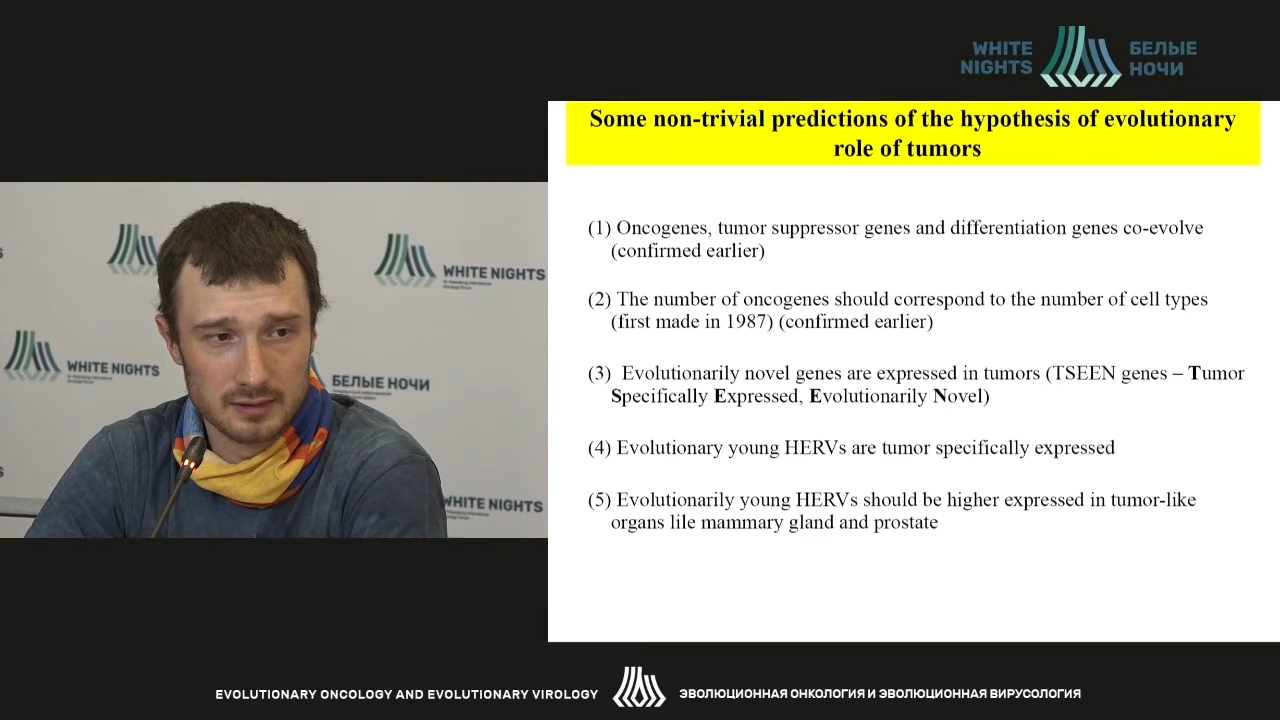 WHITE
NIGHTS
БЕЛЫЕ
НОЧИ
Some non-trivial predictions of the hypothesis of evolutionary
role of tumors
(1) Oncogenes, tumor suppressor genes and differentiation genes co-evolve
(confirmed earlier)
(2) The number of oncogenes should correspond to the number of cell types
(first made in 1987) (confirmed earlier)
(3) Evolutionarily novel genes are expressed in tumors (TSEEN genes – Tumor
Specifically Expressed, Evolutionarily Novel)
(4) Evolutionary young HERVs are tumor specifically expressed
(5) Evolutionarily young HERVs should be higher expressed in tumor-like
organs lile mammary gland and prostate
WHITE NIGHTS
WHITE NIGHTS
БЕЛЫЕ НОЧИ
WHITE NIGHTS
EVOLUTIONARY ONCOLOGY AND EVOLUTIONARY VIROLOGY
ЭВОЛЮЦИОННАЯ ОНКОЛОГИЯ И ЭВОЛЮЦИОННАЯ ВИРУСОЛОГИЯ